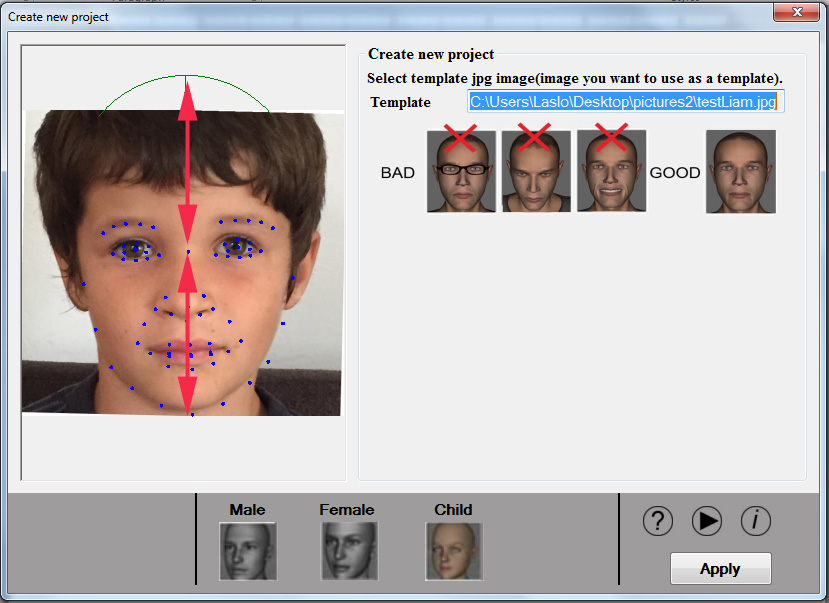 Create new project
Create new project
Select template jpg image(image you want to use as a template).
Template C:\Users\Laslo\Desktop\pictures2\testLiam.jpg
BAD GOOD
Male Female Child
? i
Apply